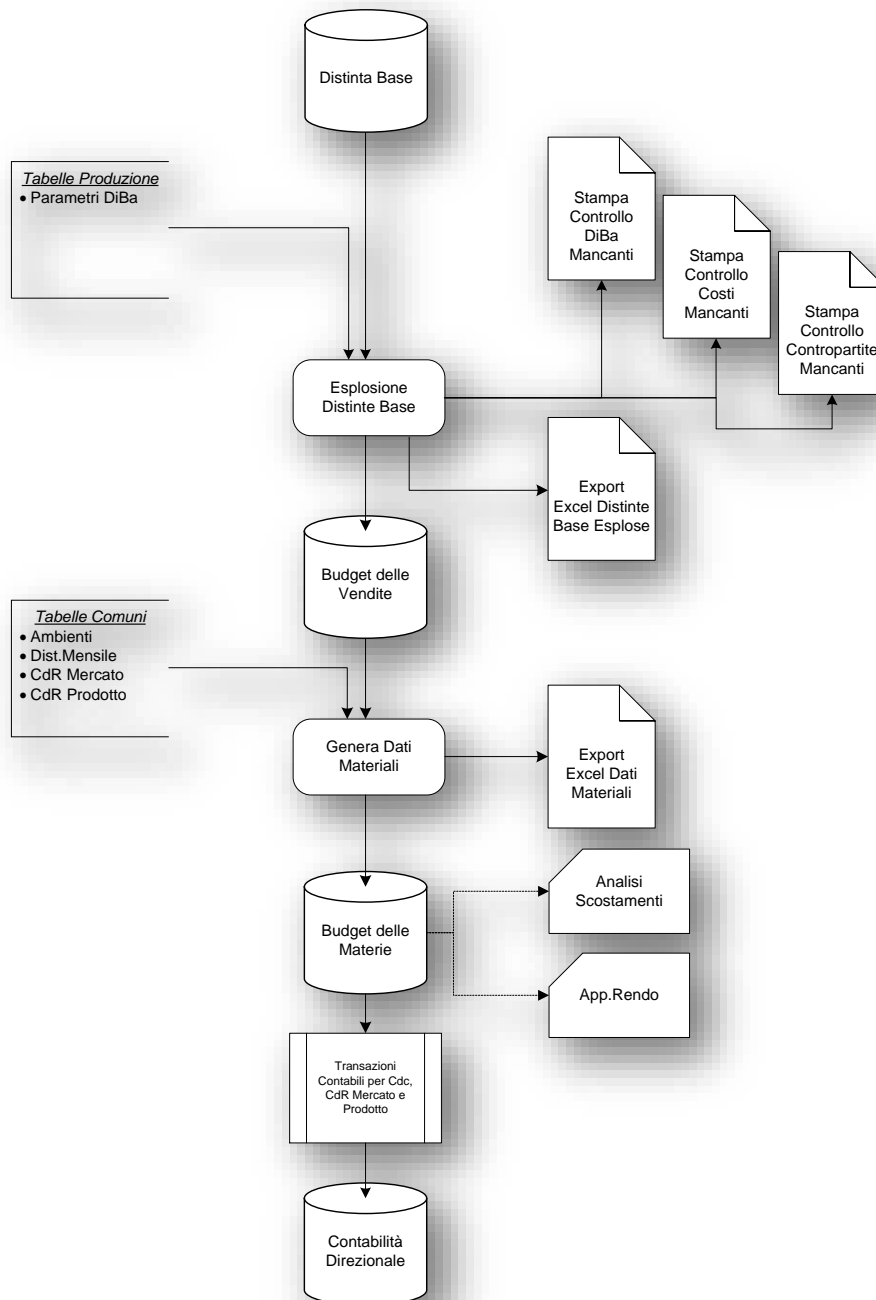 Distinta Base
Tabelle Produzione
• Parametri DiBa
Stampa
Controllo
DiBa
Mancanti
Stampa
Controllo
Costi
Mancanti
Stampa
Controllo
Contropartite
Mancanti
Esplosione
Distinte Base
Export
Excel Distinte
Base Esplose
Budget delle
Vendite
Tabelle Comuni
• Ambienti
• Dist.Mensile
• CdR Mercato
• CdR Prodotto
Genera Dati
Materiali
Export
Excel Dati
Materiali
Budget delle
Materie
Analisi
Scostamenti
App.Rendo
Transazioni
Contabili per Cdc,
CdR Mercato e
Prodotto
Contabilità
Direzionale